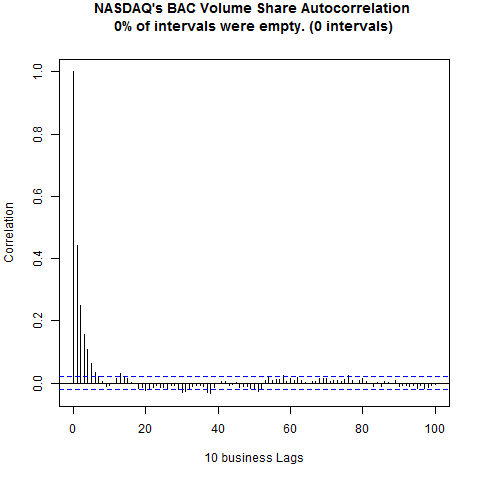 NASDAQ's BAC Volume Share Autocorrelation
0% of intervals were empty. (0 intervals)
Correlation
1.0
0.8
0.6
0.4
0.2
0.0
0 20 40 60 80 100
10 business Lags